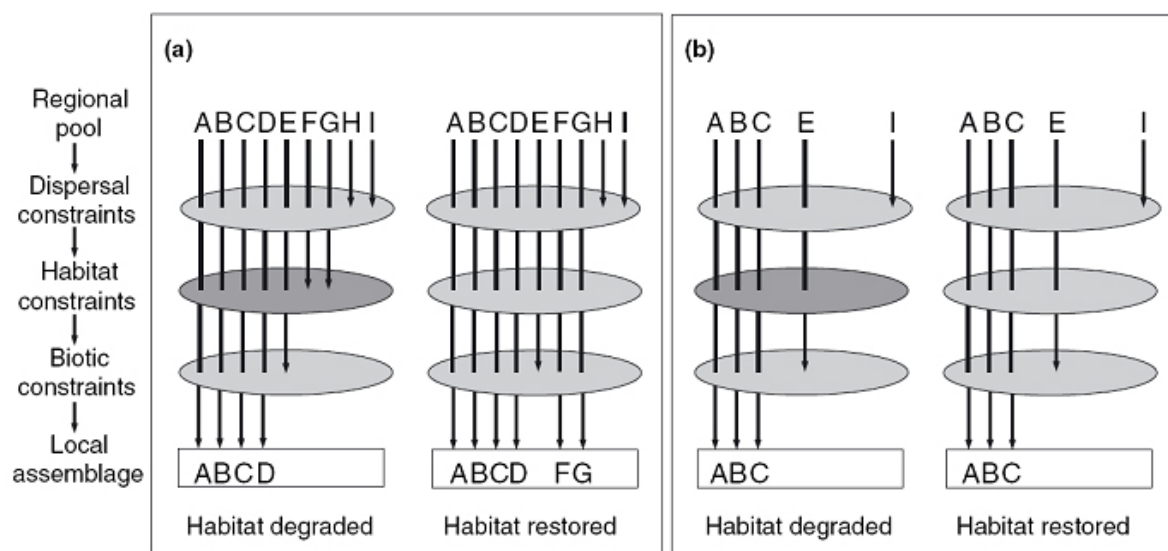 (a)
(b)
Regional
pool
Dispersal
constraints
Habitat
constraints
Biotic
constraints
Local
assemblage
ABCDEFGHI
ABCDEFGHI
ABC E I
ABC E I
ABCD
ABCD FG
ABC
ABC
Habitat degraded
Habitat restored
Habitat degraded
Habitat restored